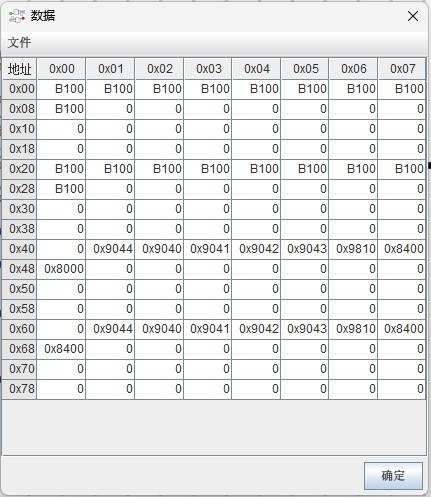 数据
文件
地址 0x00 0x01 0x02 0x03 0x04 0x05 0x06 0x07
0x00 B100 B100 B100 B100 B100 B100 B100 B100
0x08 B100 0 0 0 0 0 0 0
0x10 0 0 0 0 0 0 0 0
0x18 0 0 0 0 0 0 0 0
0x20 B100 B100 B100 B100 B100 B100 B100 B100
0x28 B100 0 0 0 0 0 0 0
0x30 0 0 0 0 0 0 0 0
0x38 0 0 0 0 0 0 0 0
0x40 0 0x9044 0x9040 0x9041 0x9042 0x9043 0x9810 0x8400
0x48 0x8000 0 0 0 0 0 0 0
0x50 0 0 0 0 0 0 0 0
0x58 0 0 0 0 0 0 0 0
0x60 0 0x9044 0x9040 0x9041 0x9042 0x9043 0x9810 0x8400
0x68 0x8400 0 0 0 0 0 0 0
0x70 0 0 0 0 0 0 0 0
0x78 0 0 0 0 0 0 0 0
确定